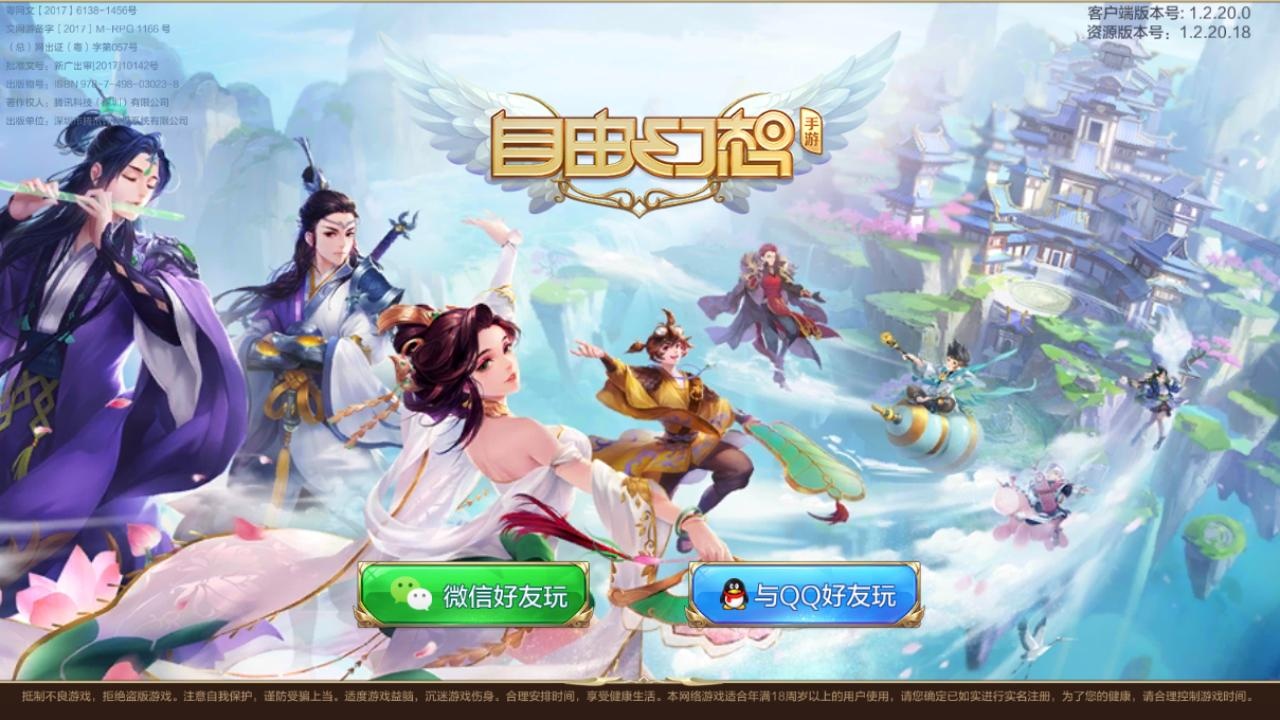 粤网文［2017］6138-1456号
文网游备字［2017］M-RPG 1166 号
（总）网出证（粤）字第057号
批准文号：新广出审[2017]10142号
出版物号：ISBN 978-7-498-03023-8
著作权人：腾讯科技（深圳）有限公司
出版单位：深圳市腾讯计算机系统有限公司
客户端版本号: 1.2.20.0
资源版本号：1.2.20.18
自由幻想
手游
微信好友玩
与QQ好友玩
抵制不良游戏，拒绝盗版游戏。注意自我保护，谨防受骗上当。适度游戏益脑，沉迷游戏伤身。合理安排时间，享受健康生活。本网络游戏适合年满18周岁以上的用户使用，请您确定已如实进行实名注册，为了您的健康，请合理控制游戏时间。